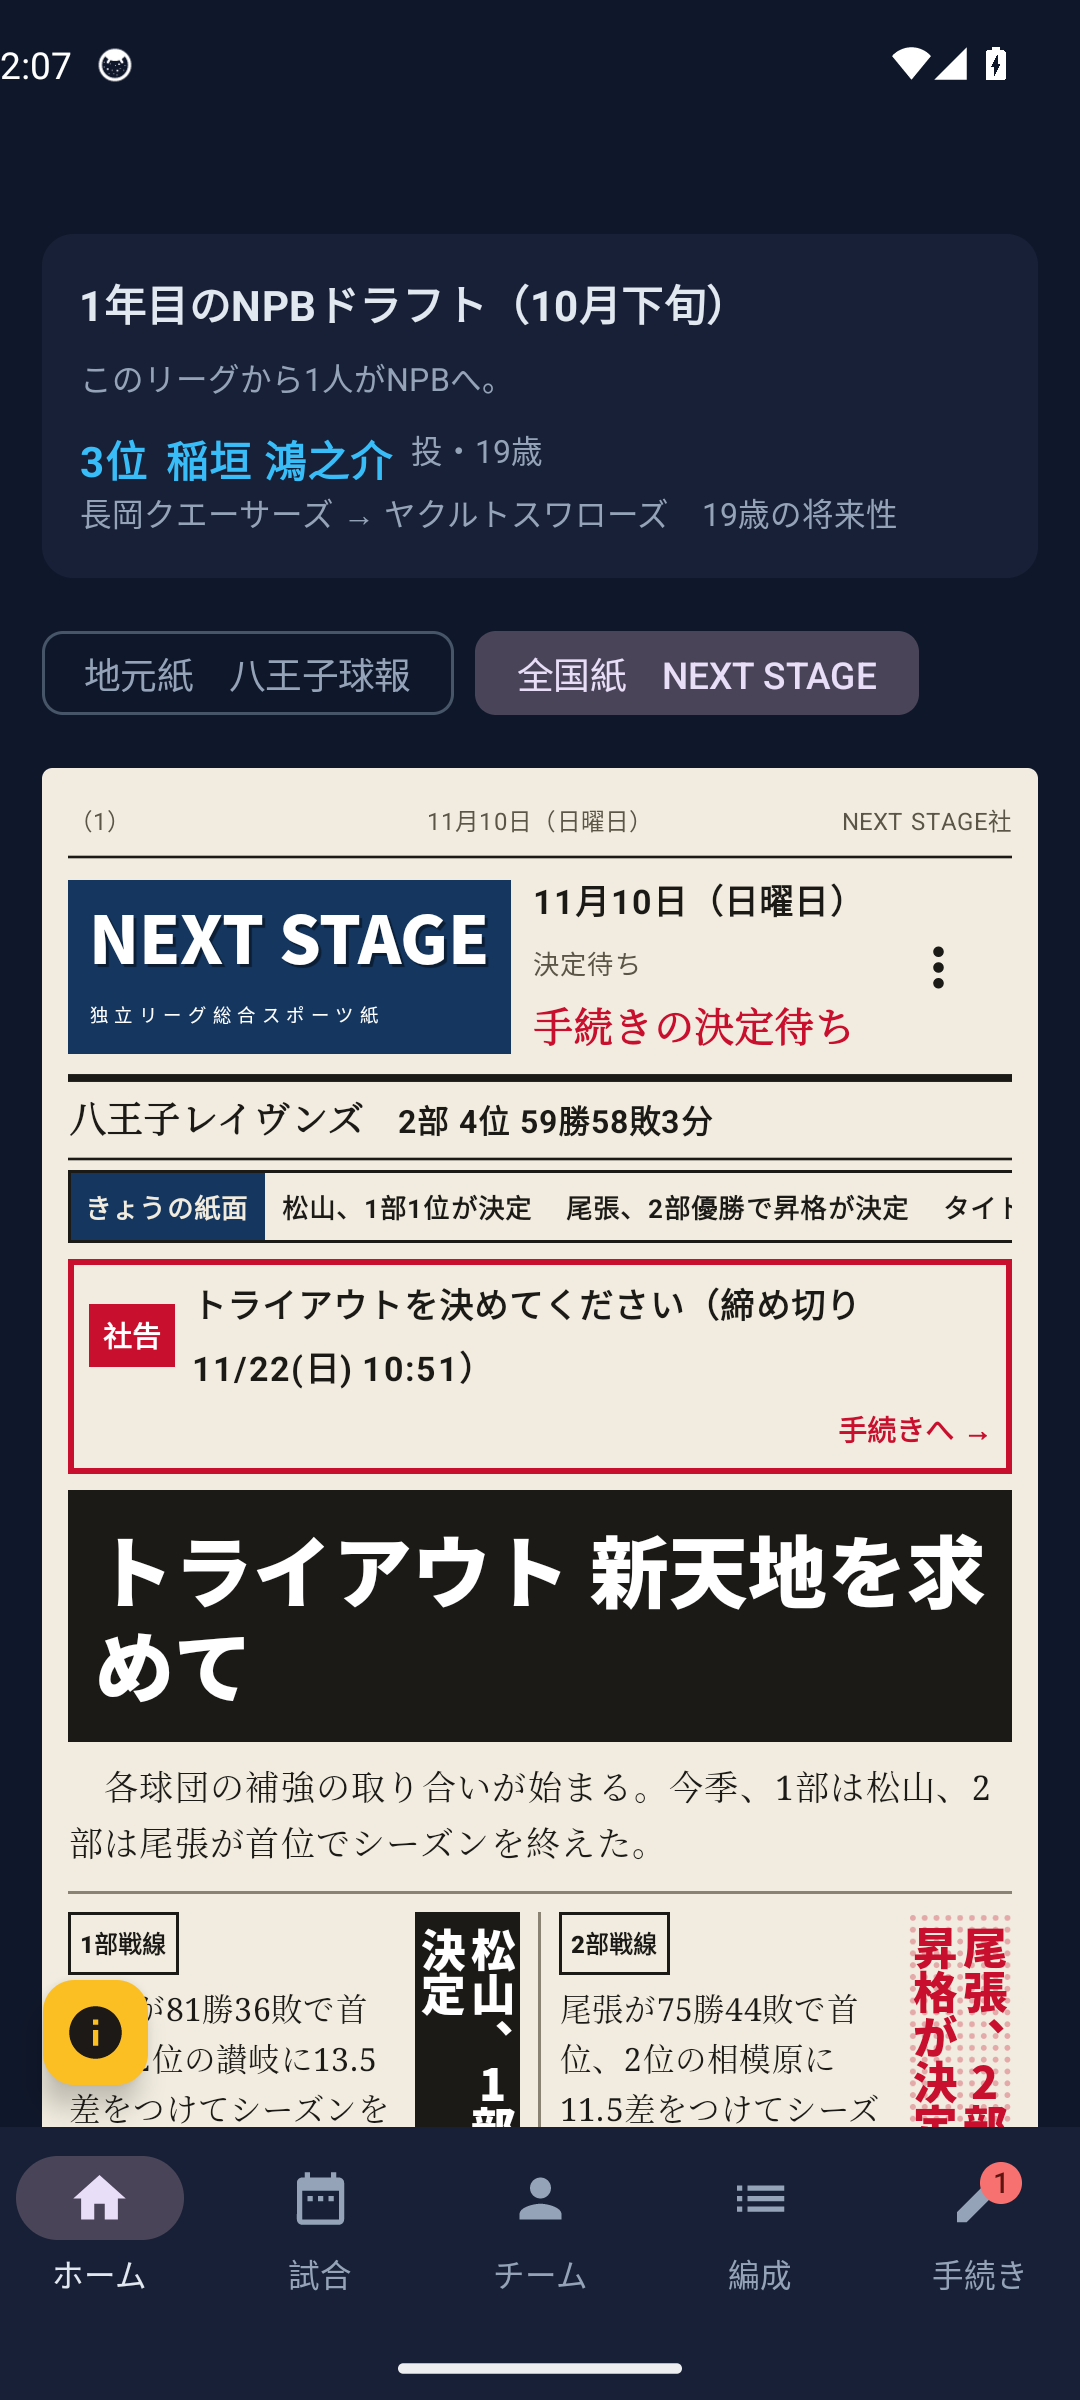 2:07
1年目のNPBドラフト（10月下旬）
このリーグから1人がNPBへ。
3位 稲垣 鴻之介 投・19歳
長岡クエーサーズ → ヤクルトスワローズ 19歳の将来性
地元紙 八王子球報
全国紙 NEXT STAGE
（1） 11月10日（日曜日） NEXT STAGE社
NEXT STAGE
独立リーグ総合スポーツ紙
11月10日（日曜日）
決定待ち
手続きの決定待ち
八王子レイヴンズ 2部 4位 59勝58敗3分
きょうの紙面 松山、1部1位が決定 尾張、2部優勝で昇格が決定 タイト
社告
トライアウトを決めてください（締め切り
11/22(日) 10:51）
手続きへ →
トライアウト 新天地を求
めて
各球団の補強の取り合いが始まる。今季、1部は松山、2
部は尾張が首位でシーズンを終えた。
1部戦線
が81勝36敗で首
位の讃岐に13.5
差をつけてシーズンを
松山、1部
決定
2部戦線
尾張が75勝44敗で首
位、2位の相模原に
11.5差をつけてシーズ
尾張、2部
昇格が決定
ホーム
試合
チーム
編成
手続き
1